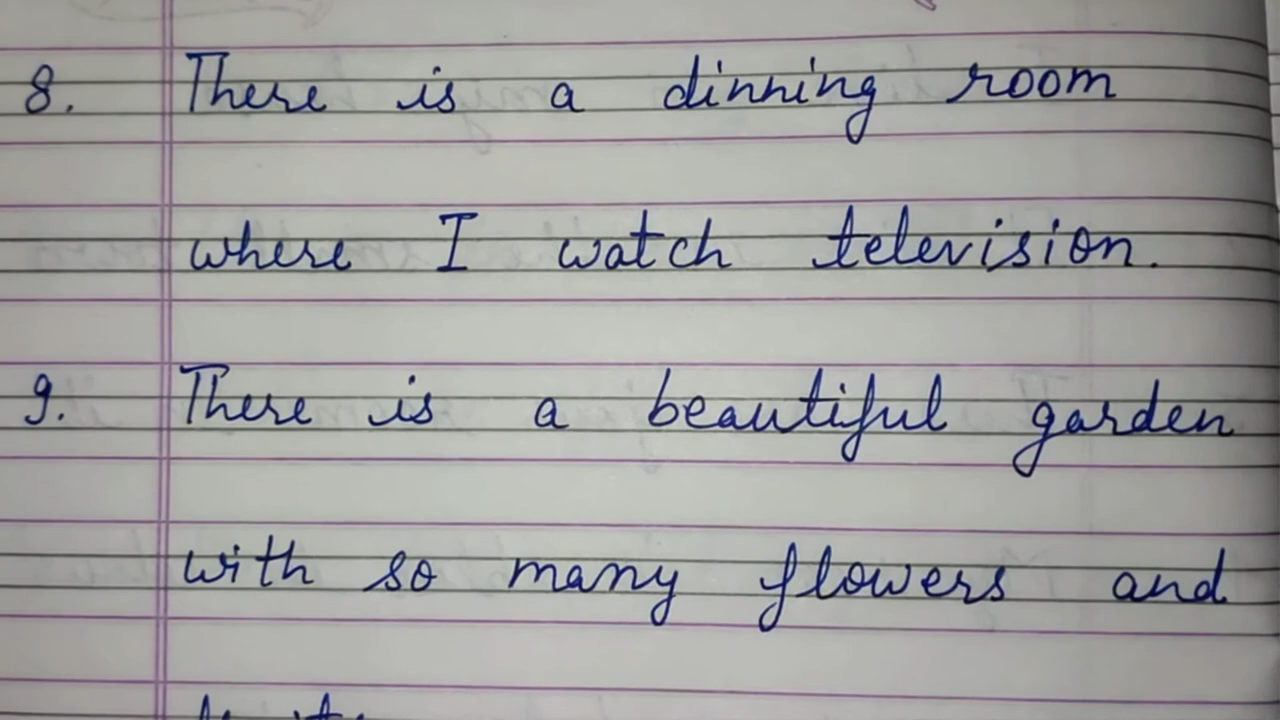 8. There is a dinning room
where I watch television.
9. There is a beautiful garden
with so many flowers and